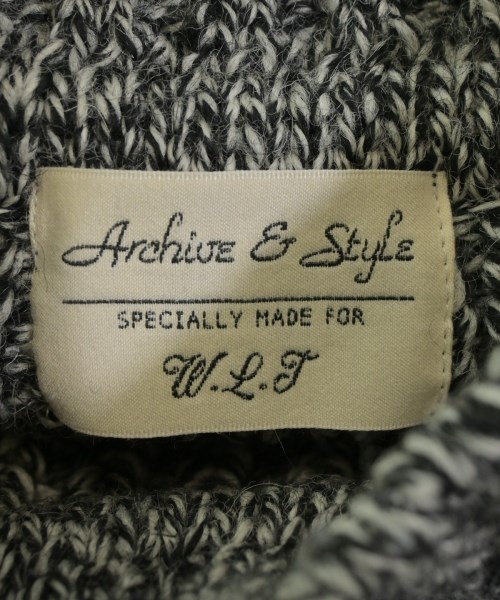 Archive & Style
SPECIALLY MADE FOR
W.L.T